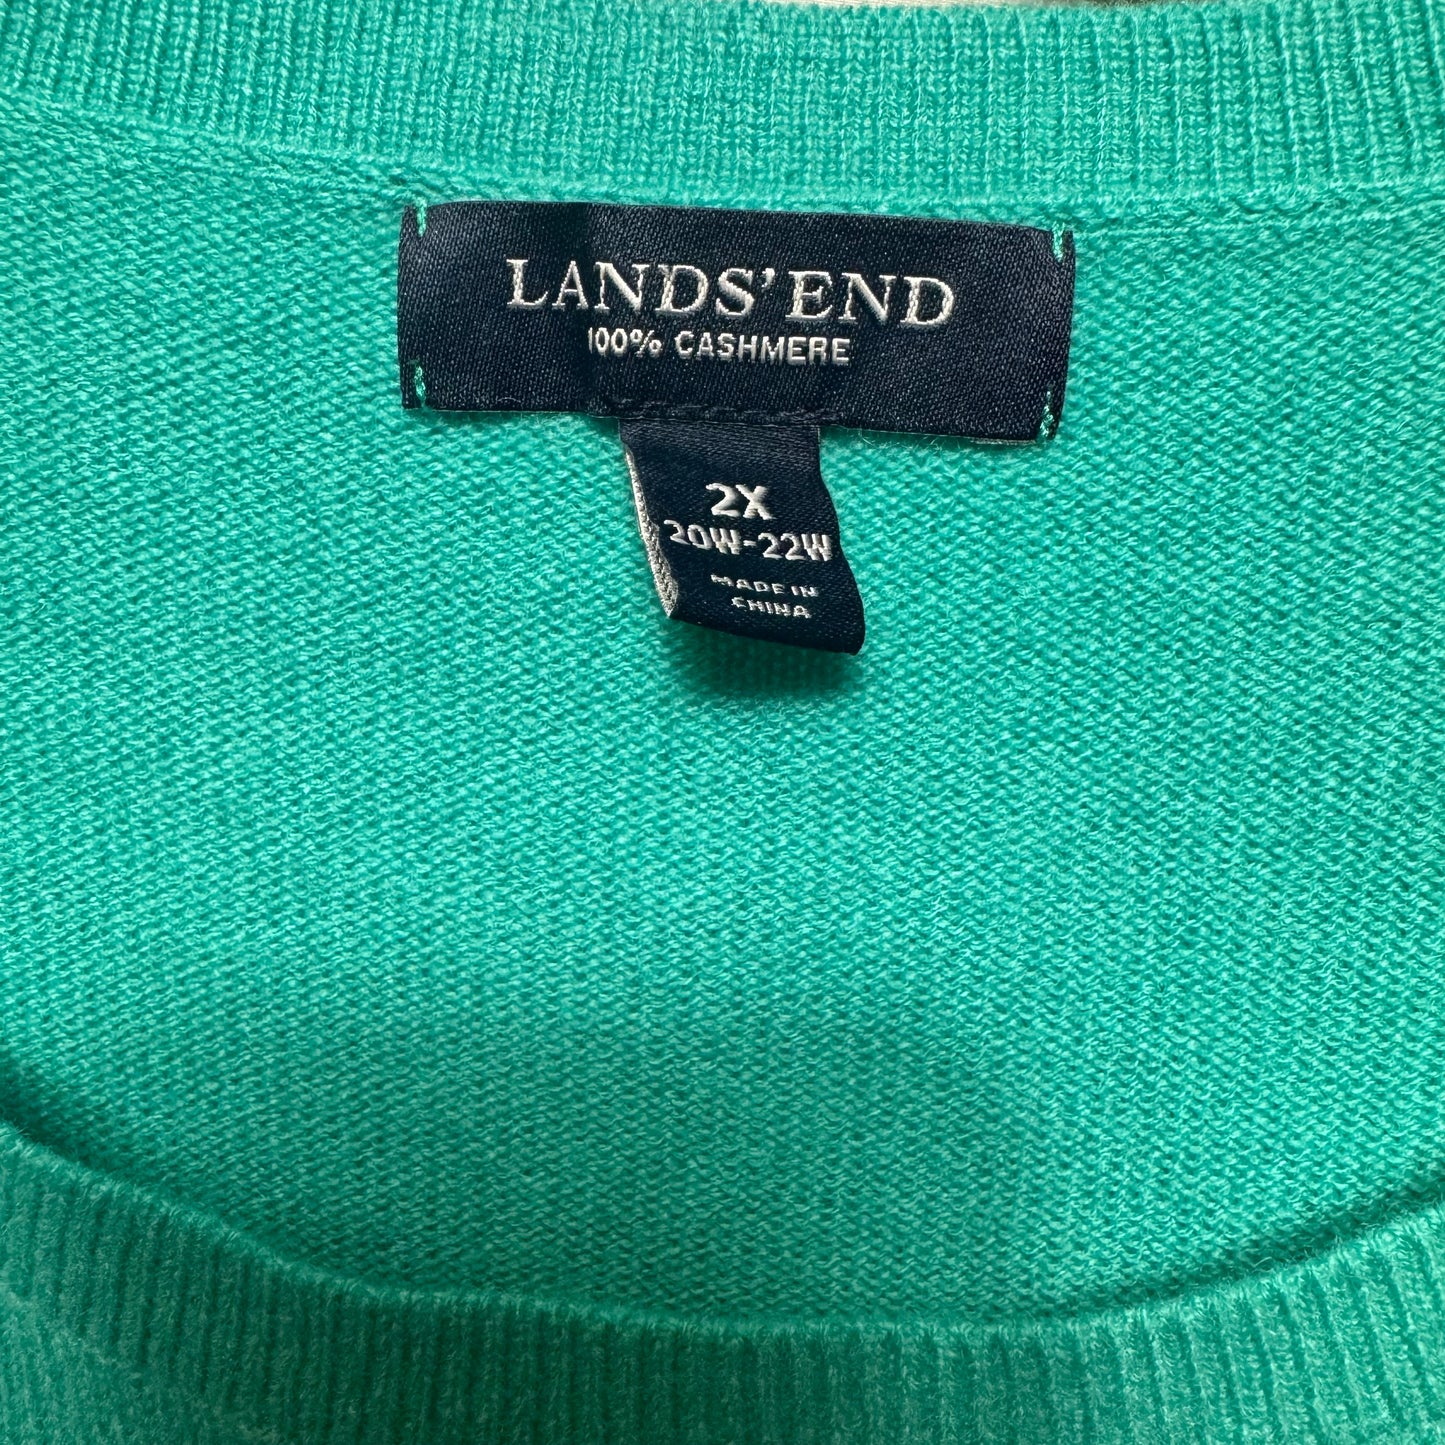 LANDS' END
100% CASHMERE
2X
20W-22W
MADE IN
CHINA